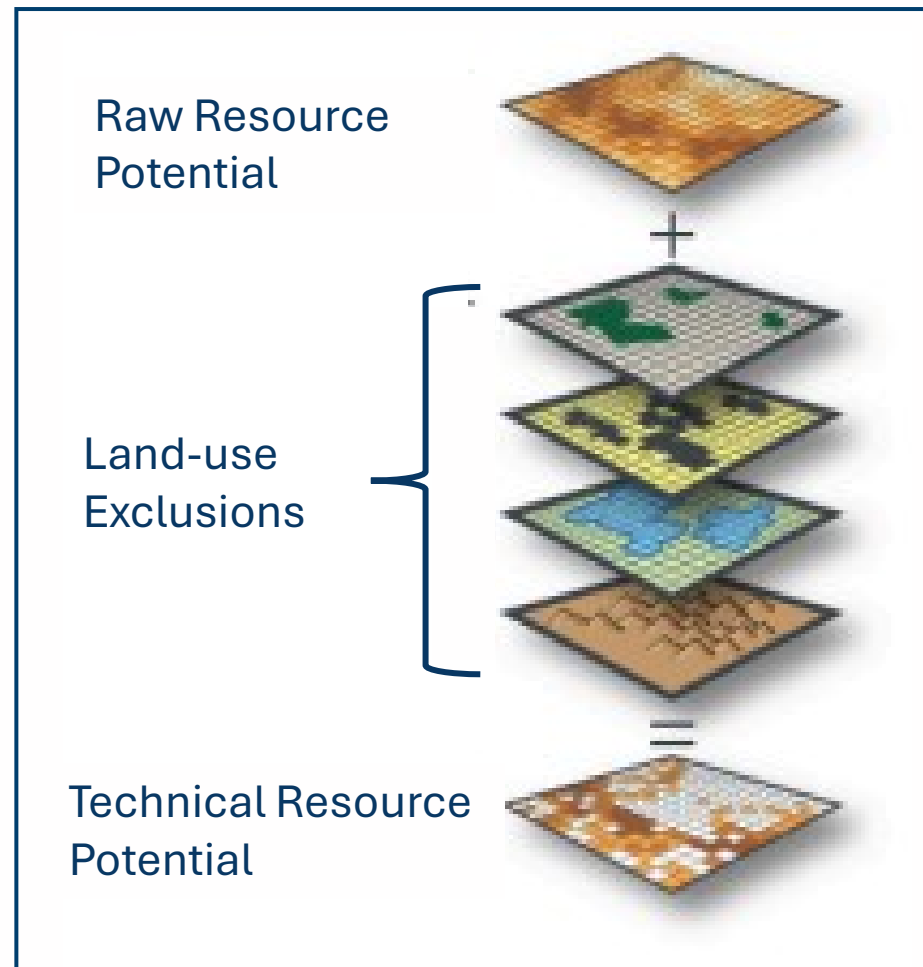 Raw Resource
Potential
+
Land-use
Exclusions
=
Technical Resource
Potential